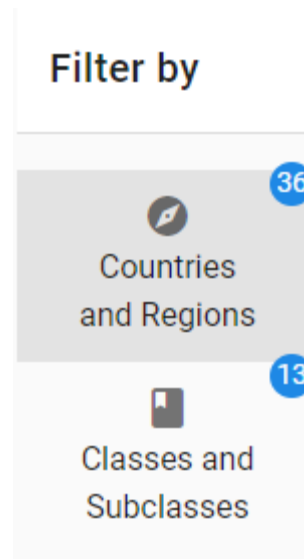 Filter by
36
Countries
and Regions
13
Classes and
Subclasses